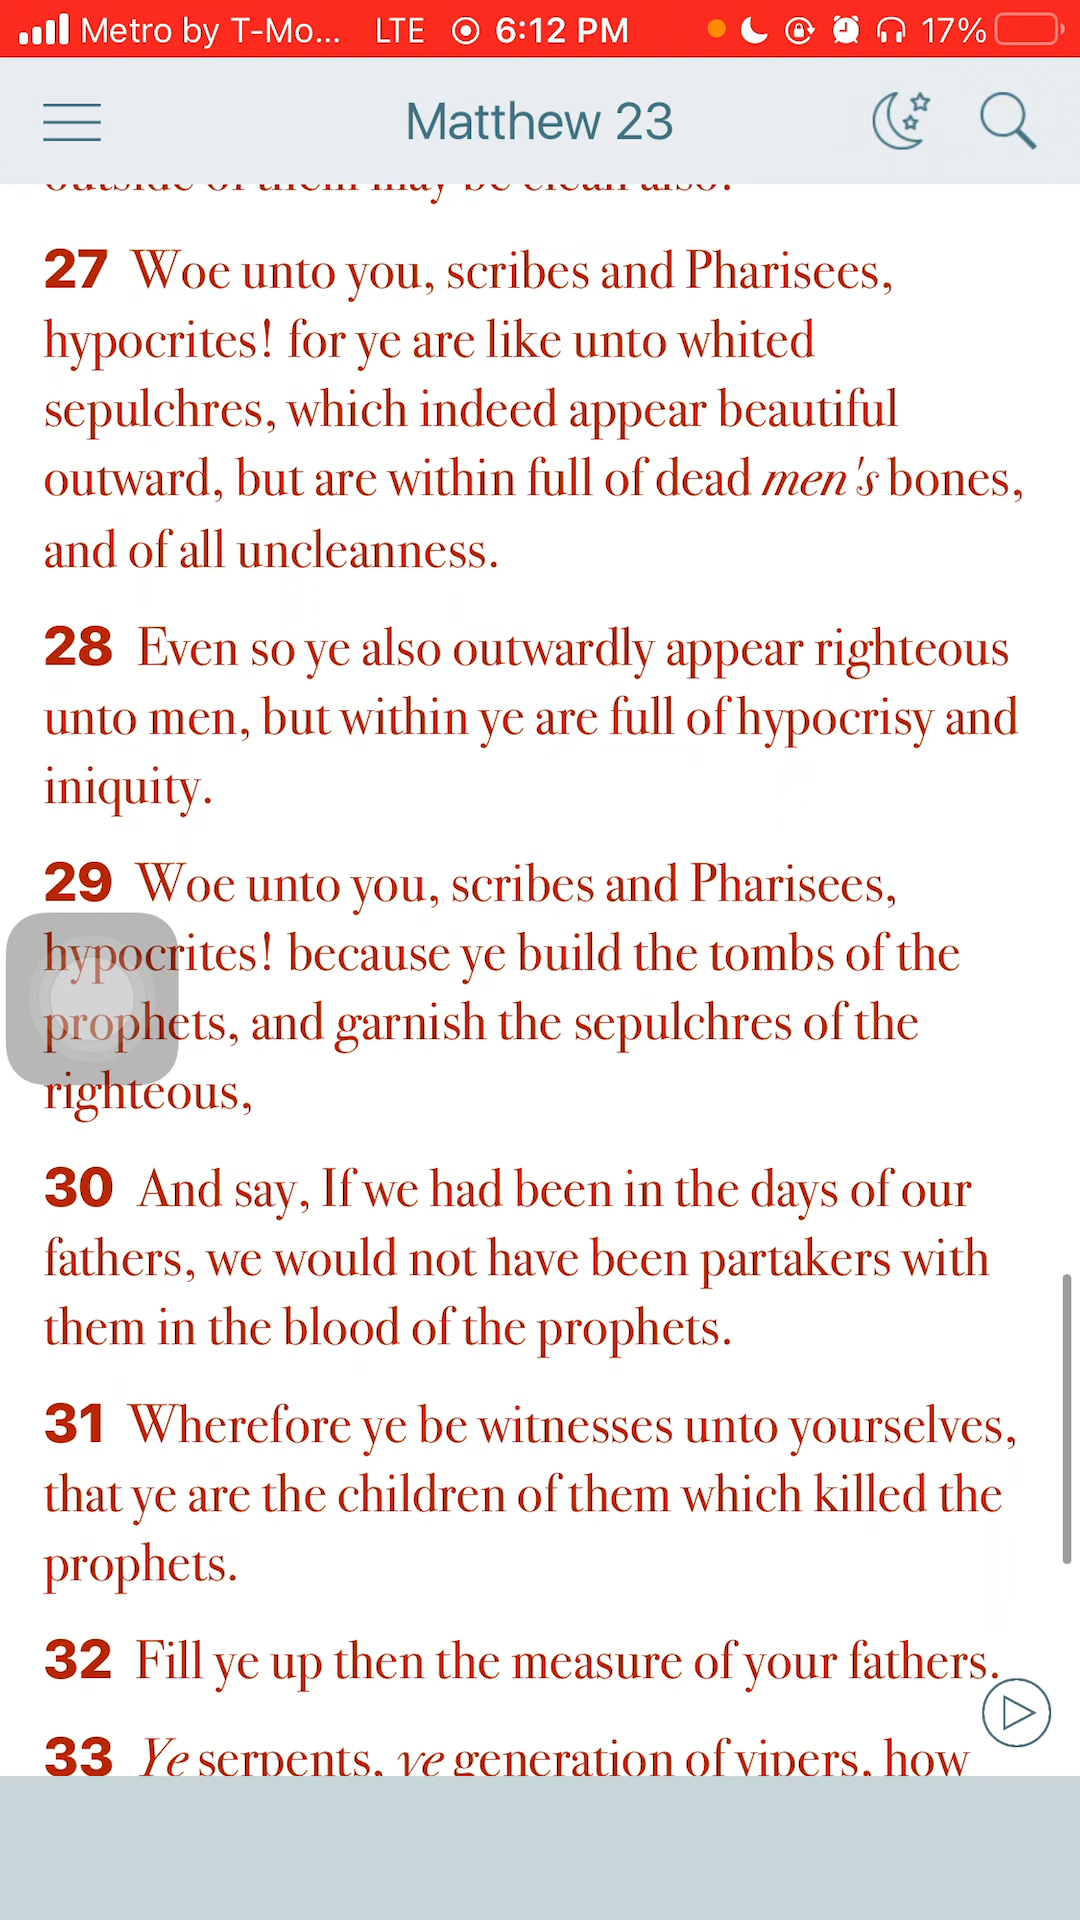 Metro by T-Mo... LTE 6:12 PM 17%
Matthew 23
outside of them may be clean also.
27 Woe unto you, scribes and Pharisees,
hypocrites! for ye are like unto whited
sepulchres, which indeed appear beautiful
outward, but are within full of dead men's bones,
and of all uncleanness.
28 Even so ye also outwardly appear righteous
unto men, but within ye are full of hypocrisy and
iniquity.
29 Woe unto you, scribes and Pharisees,
hypocrites! because ye build the tombs of the
prophets, and garnish the sepulchres of the
righteous,
30 And say, If we had been in the days of our
fathers, we would not have been partakers with
them in the blood of the prophets.
31 Wherefore ye be witnesses unto yourselves,
that ye are the children of them which killed the
prophets.
32 Fill ye up then the measure of your fathers.
33 Ye serpents, ye generation of vipers, how